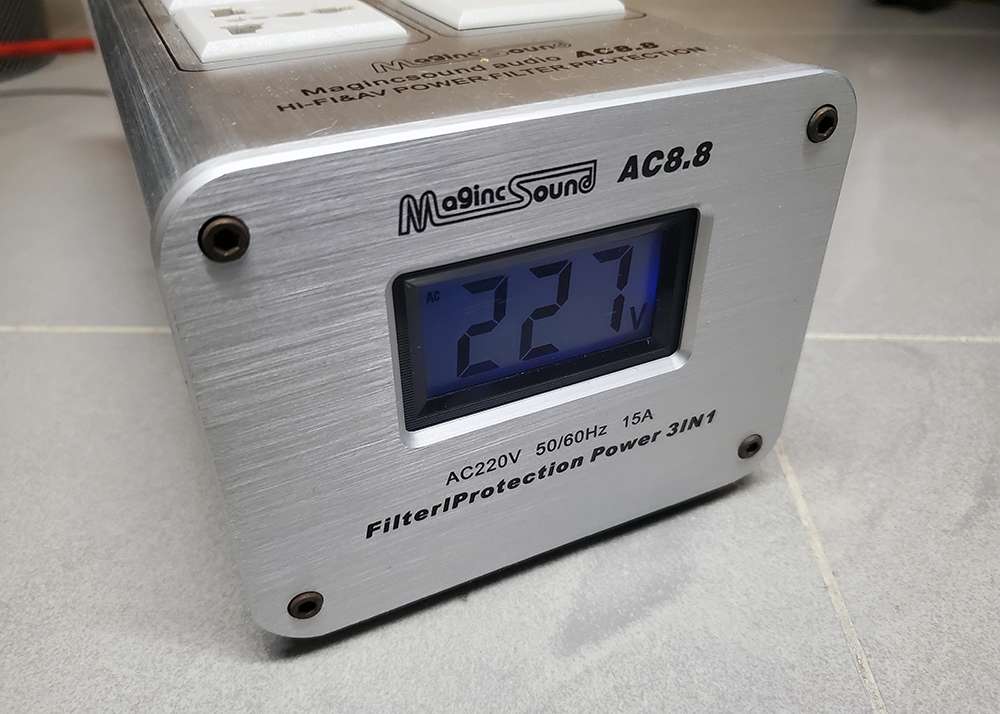 MagincSound AC8.8
Magincsound audio
HI-FI&AV POWER FILTER PROTECTION
MagincSound AC8.8
AC
227V
AC220V 50/60Hz 15A
Filter|Protection Power 3IN1